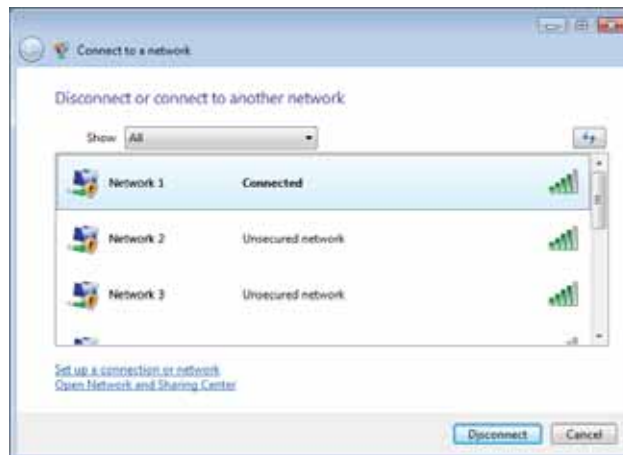 Connect to a network
Disconnect or connect to another network
Show All
Network 1 Connected
Network 2 Unsecured network
Network 3 Unsecured network
Set up a connection or network
Open Network and Sharing Center
Disconnect Cancel